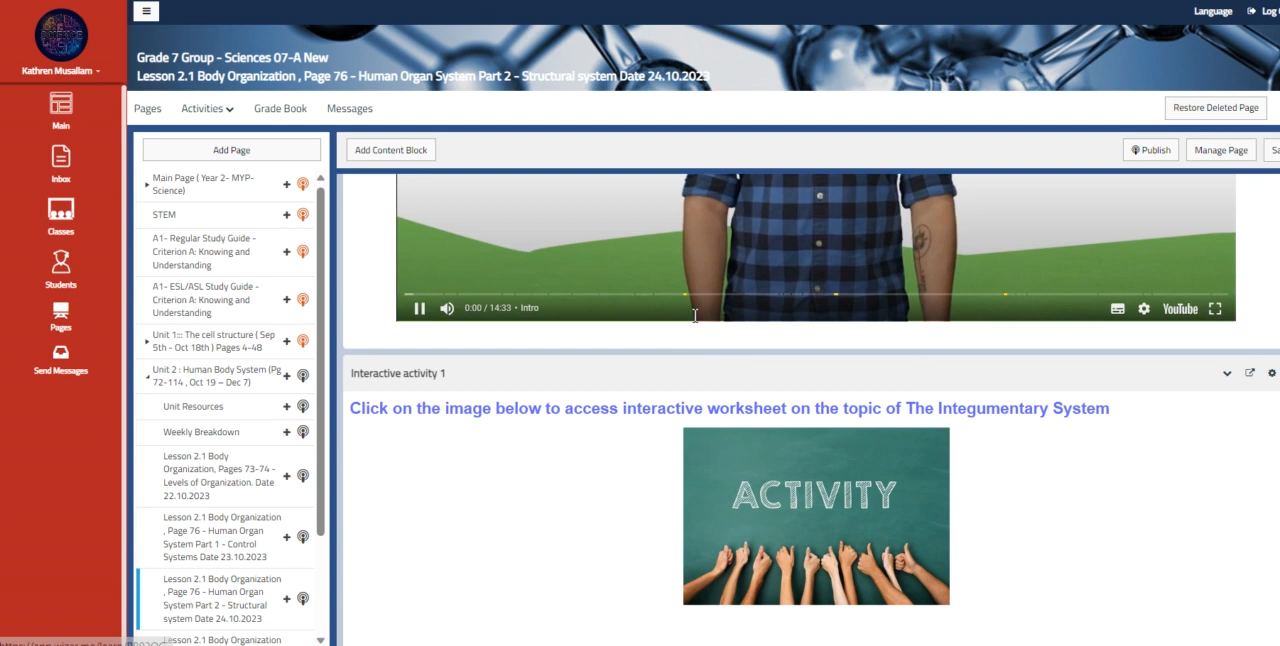 Language
Log
Kathren Musallam
Grade 7 Group - Sciences 07-A New
Lesson 2.1 Body Organization , Page 76 - Human Organ System Part 2 - Structural system Date 24.10.2023
Main
Inbox
Classes
Students
Pages
Send Messages
Pages
Activities
Grade Book
Messages
Restore Deleted Page
Add Page
Add Content Block
Publish
Manage Page
Main Page ( Year 2- MYP-
Science)
STEM
A1- Regular Study Guide -
Criterion A: Knowing and
Understanding
A1- ESL/ASL Study Guide -
Criterion A: Knowing and
Understanding
Unit 1::: The cell structure ( Sep
5th - Oct 18th ) Pages 4-48
Unit 2 : Human Body System (Pg
72-114 , Oct 19 – Dec 7)
Unit Resources
Weekly Breakdown
Lesson 2.1 Body
Organization, Pages 73-74 -
Levels of Organization. Date
22.10.2023
Lesson 2.1 Body Organization
, Page 76 - Human Organ
System Part 1 - Control
Systems Date 23.10.2023
Lesson 2.1 Body Organization
, Page 76 - Human Organ
System Part 2 - Structural
system Date 24.10.2023
Lesson 2.1 Body Organization
0:00 / 14:33 • Intro
YouTube
Interactive activity 1
Click on the image below to access interactive worksheet on the topic of The Integumentary System
ACTIVITY